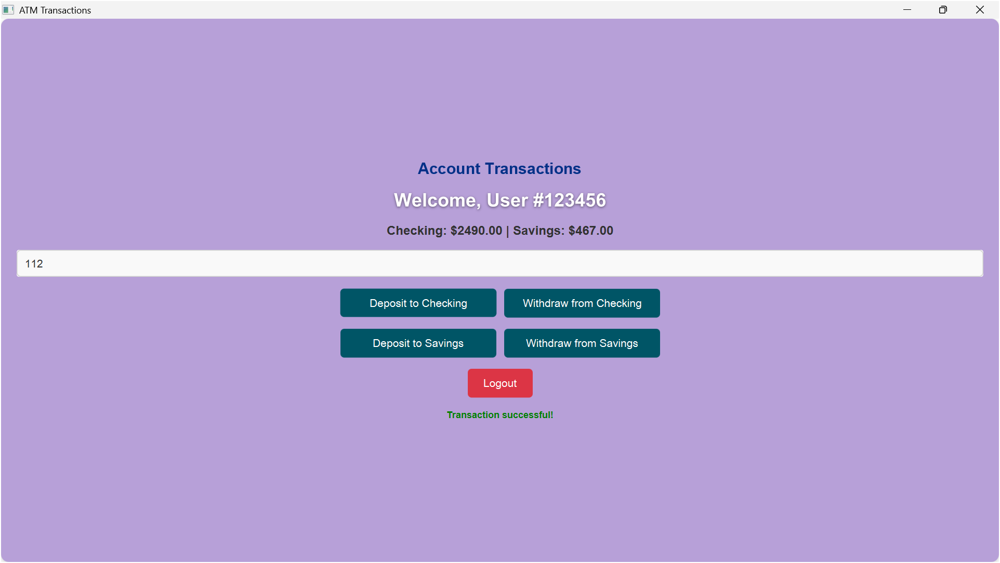 ATM Transactions
Account Transactions
Welcome, User #123456
Checking: $2490.00 | Savings: $467.00
112
Deposit to Checking
Withdraw from Checking
Deposit to Savings
Withdraw from Savings
Logout
Transaction successful!